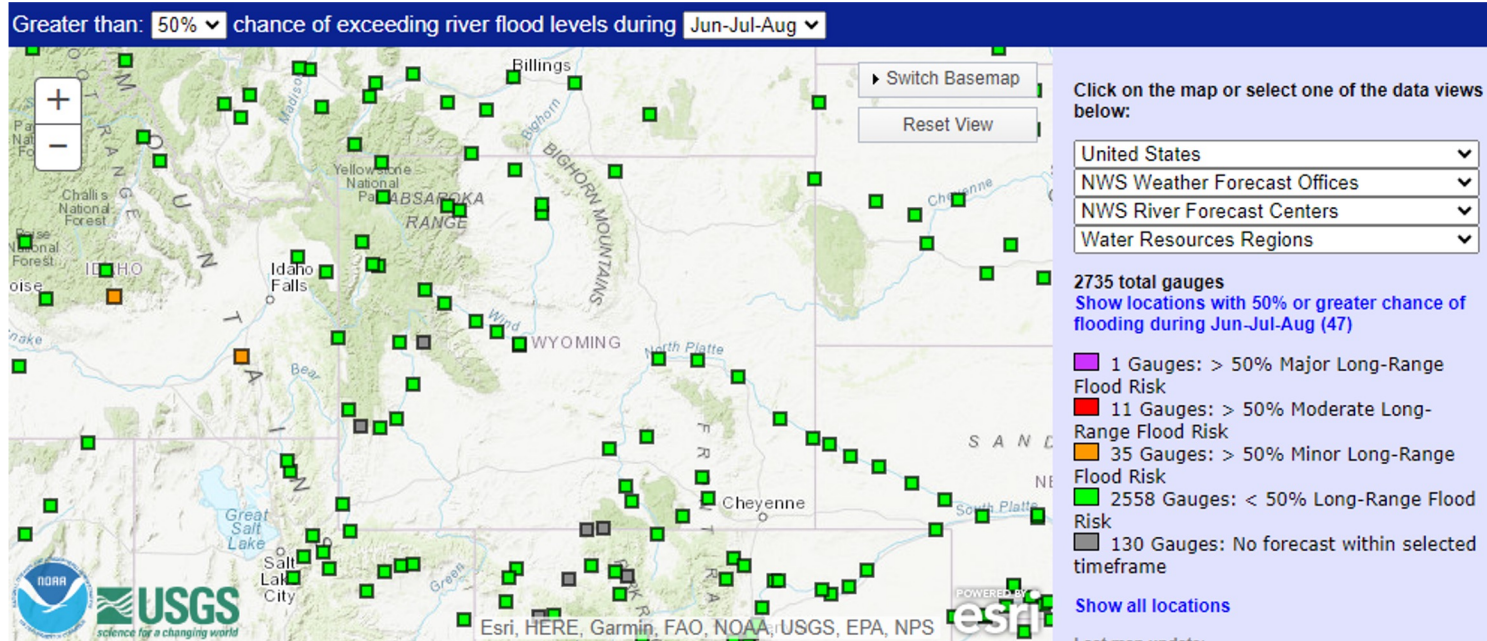 Greater than: 50% chance of exceeding river flood levels during Jun-Jul-Aug
Billings
Switch Basemap
Reset View
+
−
Madison
Bighorn
BIGHORN MOUNTAINS
Yellowstone
National
ABSAROKA
RANGE
RANGE
Challis
National
Forest
National
Forest
IDAHO
Idaho
Falls
Cheyenne
Wind
WYOMING
North Platte
Bear
Great
Salt
Lake
Cheyenne
South Platte
Salt
Lake
City
Green
NOAA
USGS
science for a changing world
Esri, HERE, Garmin, FAO, NOAA, USGS, EPA, NPS
POWERED BY
esri
Click on the map or select one of the data views
below:
United States
NWS Weather Forecast Offices
NWS River Forecast Centers
Water Resources Regions
2735 total gauges
Show locations with 50% or greater chance of
flooding during Jun-Jul-Aug (47)
1 Gauges: > 50% Major Long-Range
Flood Risk
11 Gauges: > 50% Moderate Long-
Range Flood Risk
35 Gauges: > 50% Minor Long-Range
Flood Risk
2558 Gauges: < 50% Long-Range Flood
Risk
130 Gauges: No forecast within selected
timeframe
Show all locations